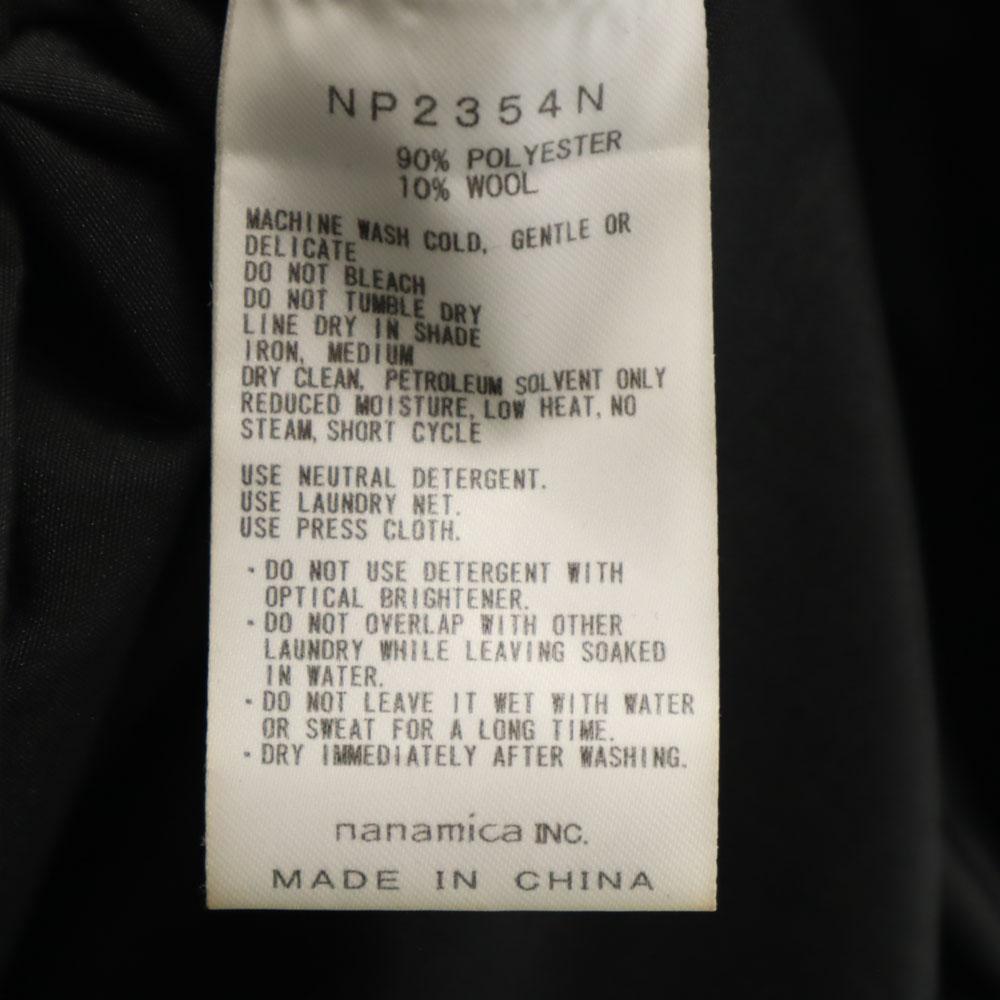 NP2354N
90% POLYESTER
10% WOOL
MACHINE WASH COLD, GENTLE OR
DELICATE
DO NOT BLEACH
DO NOT TUMBLE DRY
LINE DRY IN SHADE
IRON, MEDIUM
DRY CLEAN, PETROLEUM SOLVENT ONLY
REDUCED MOISTURE, LOW HEAT, NO
STEAM, SHORT CYCLE
USE NEUTRAL DETERGENT.
USE LAUNDRY NET.
USE PRESS CLOTH.
・DO NOT USE DETERGENT WITH
OPTICAL BRIGHTENER.
・DO NOT OVERLAP WITH OTHER
LAUNDRY WHILE LEAVING SOAKED
IN WATER.
・DO NOT LEAVE IT WET WITH WATER
OR SWEAT FOR A LONG TIME.
・DRY IMMEDIATELY AFTER WASHING.
nanamica INC.
MADE IN CHINA